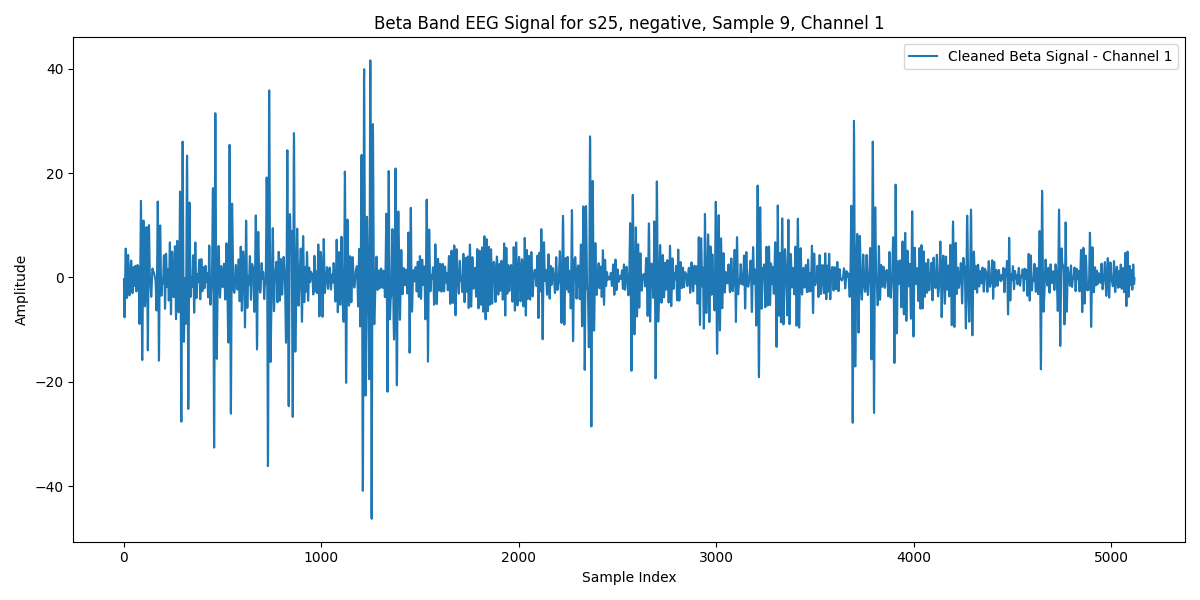 Beta Band EEG Signal for s25, negative, Sample 9, Channel 1
Cleaned Beta Signal - Channel 1
40
20
0
−20
−40
Amplitude
0 1000 2000 3000 4000 5000
Sample Index